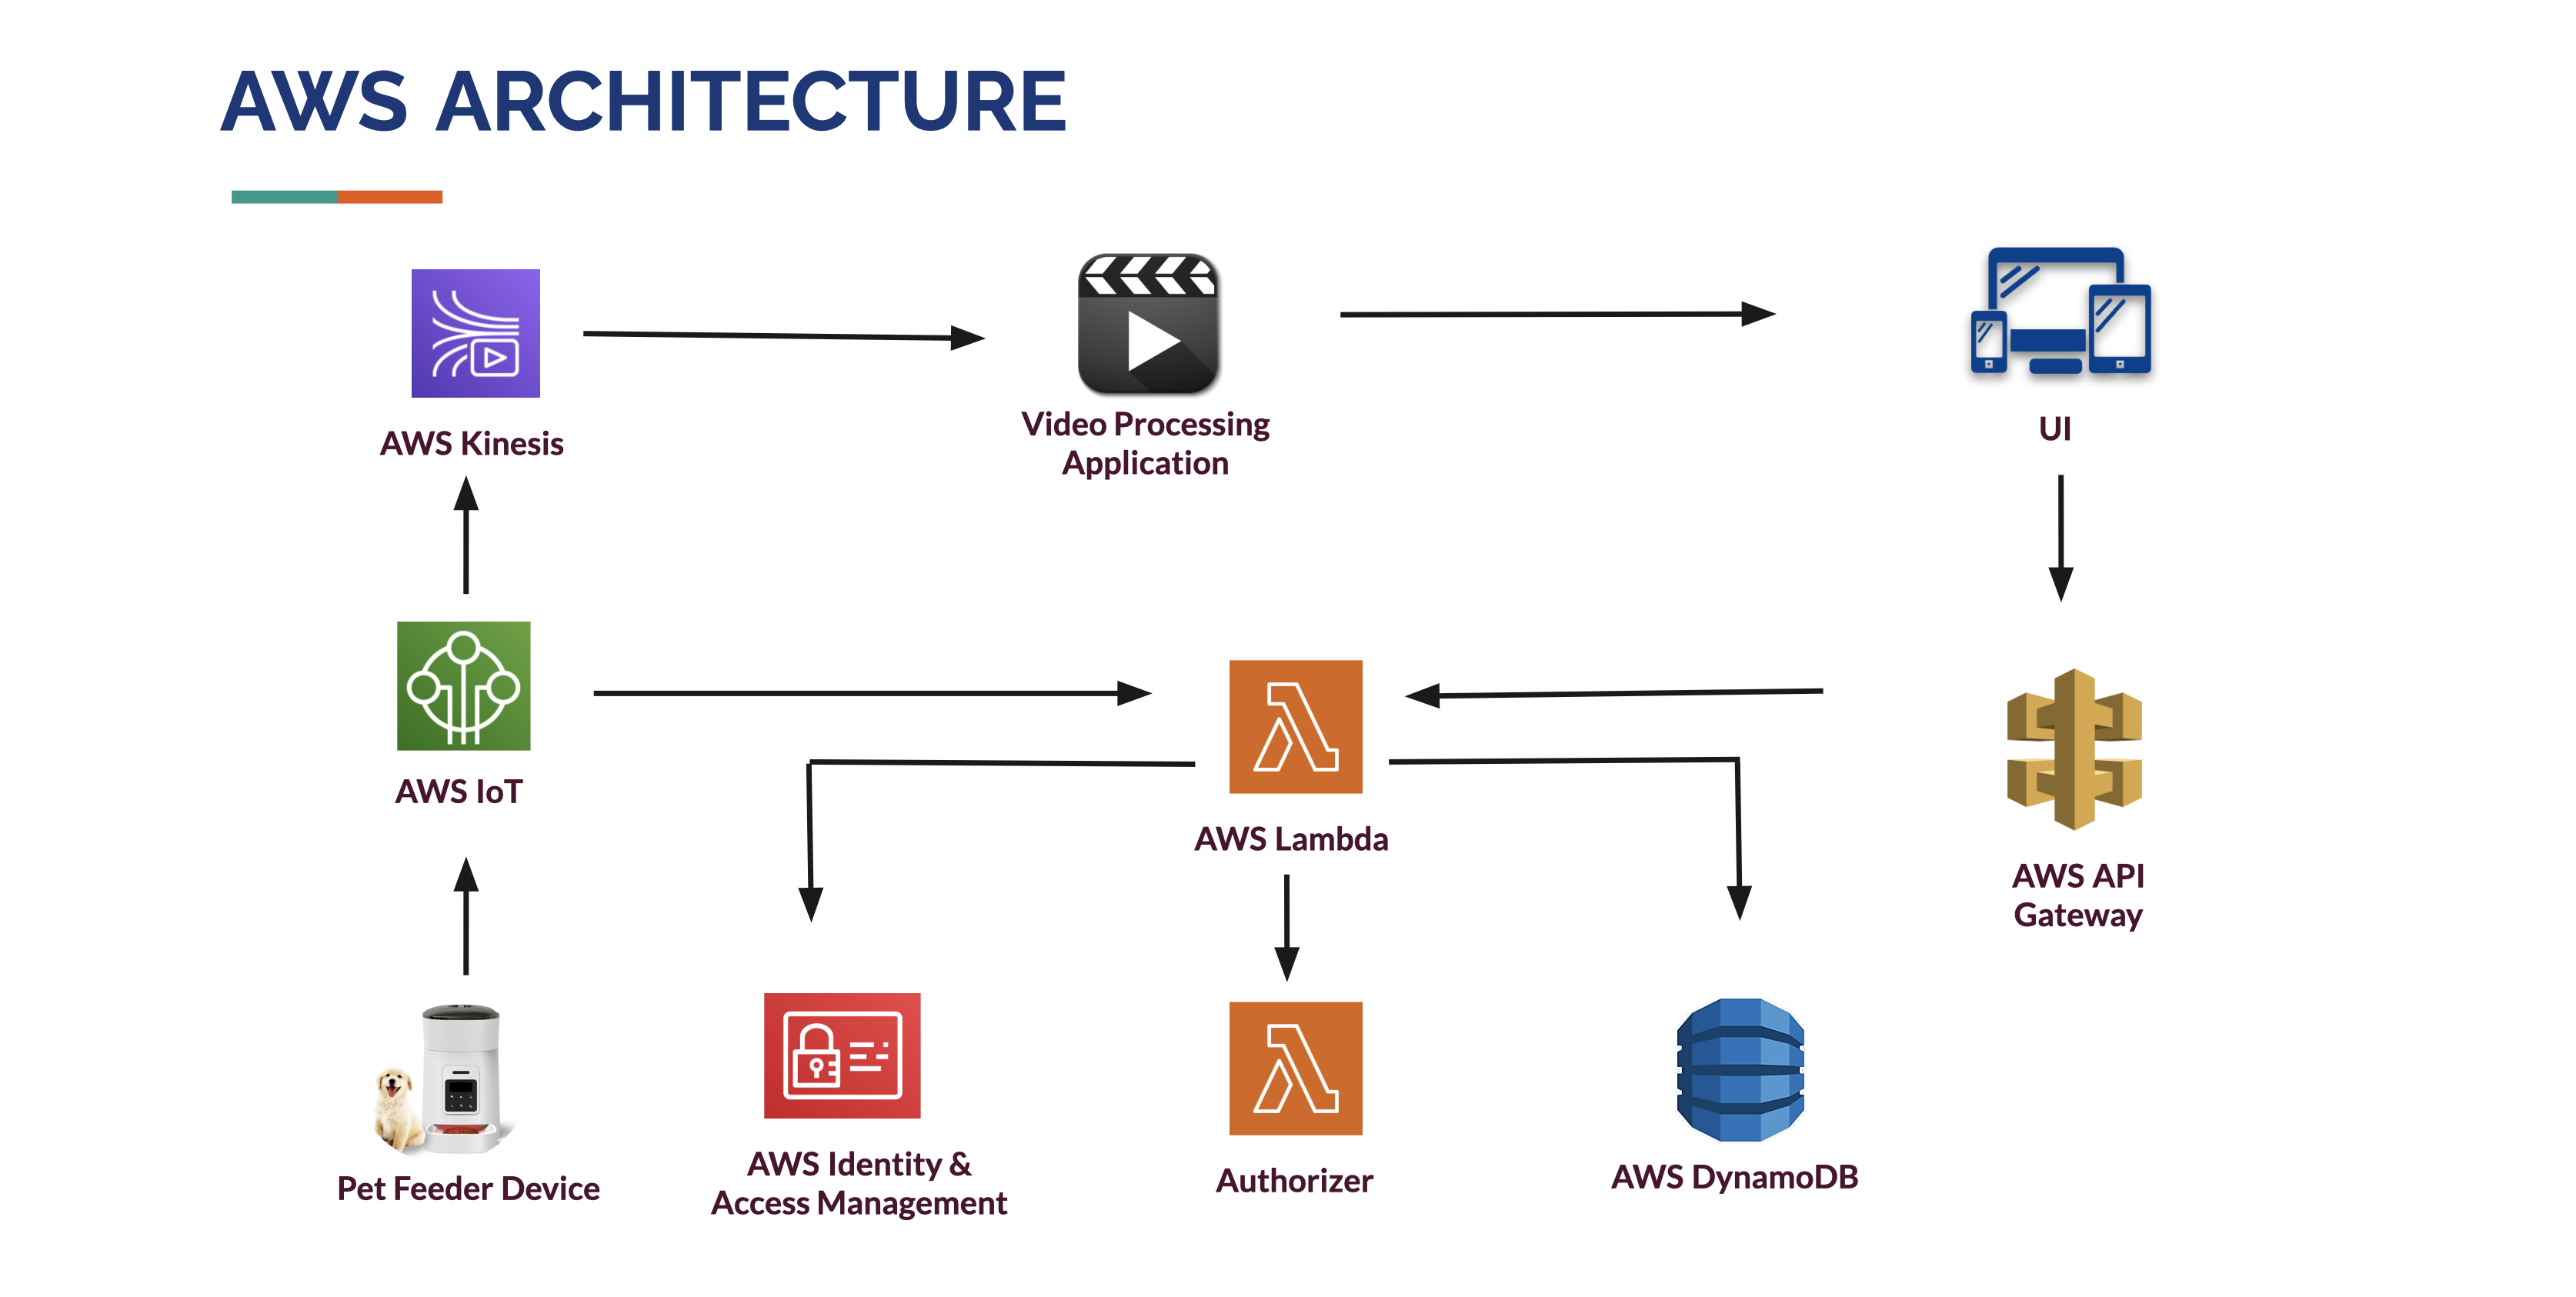 AWS ARCHITECTURE
AWS Kinesis
Video Processing
Application
UI
AWS IoT
AWS Lambda
AWS API
Gateway
Pet Feeder Device
AWS Identity &
Access Management
Authorizer
AWS DynamoDB